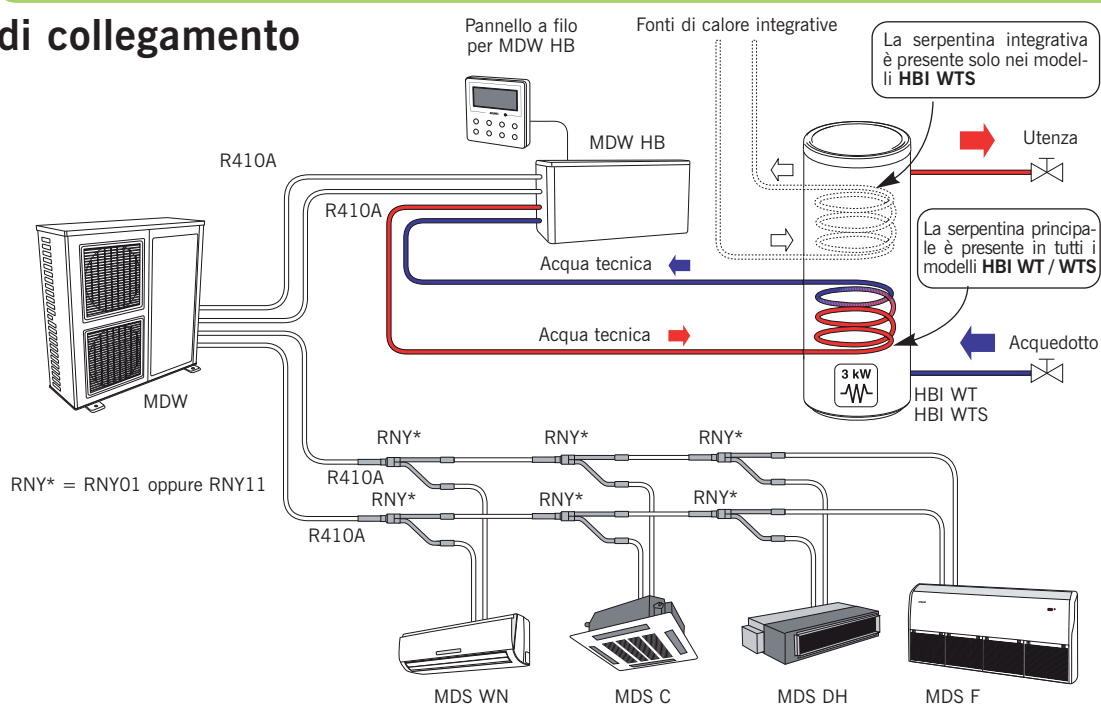 di collegamento
Pannello a filo
per MDW HB
Fonti di calore integrative
La serpentina integrativa
è presente solo nei model-
li HBI WTS
Utenza
MDW HB
R410A
R410A
La serpentina principa-
le è presente in tutti i
modelli HBI WT / WTS
Acqua tecnica
Acqua tecnica
Acquedotto
3 kW
MDW
HBI WT
HBI WTS
RNY*
RNY*
RNY*
R410A
RNY* = RNY01 oppure RNY11
RNY*
RNY*
RNY*
R410A
MDS WN
MDS C
MDS DH
MDS F